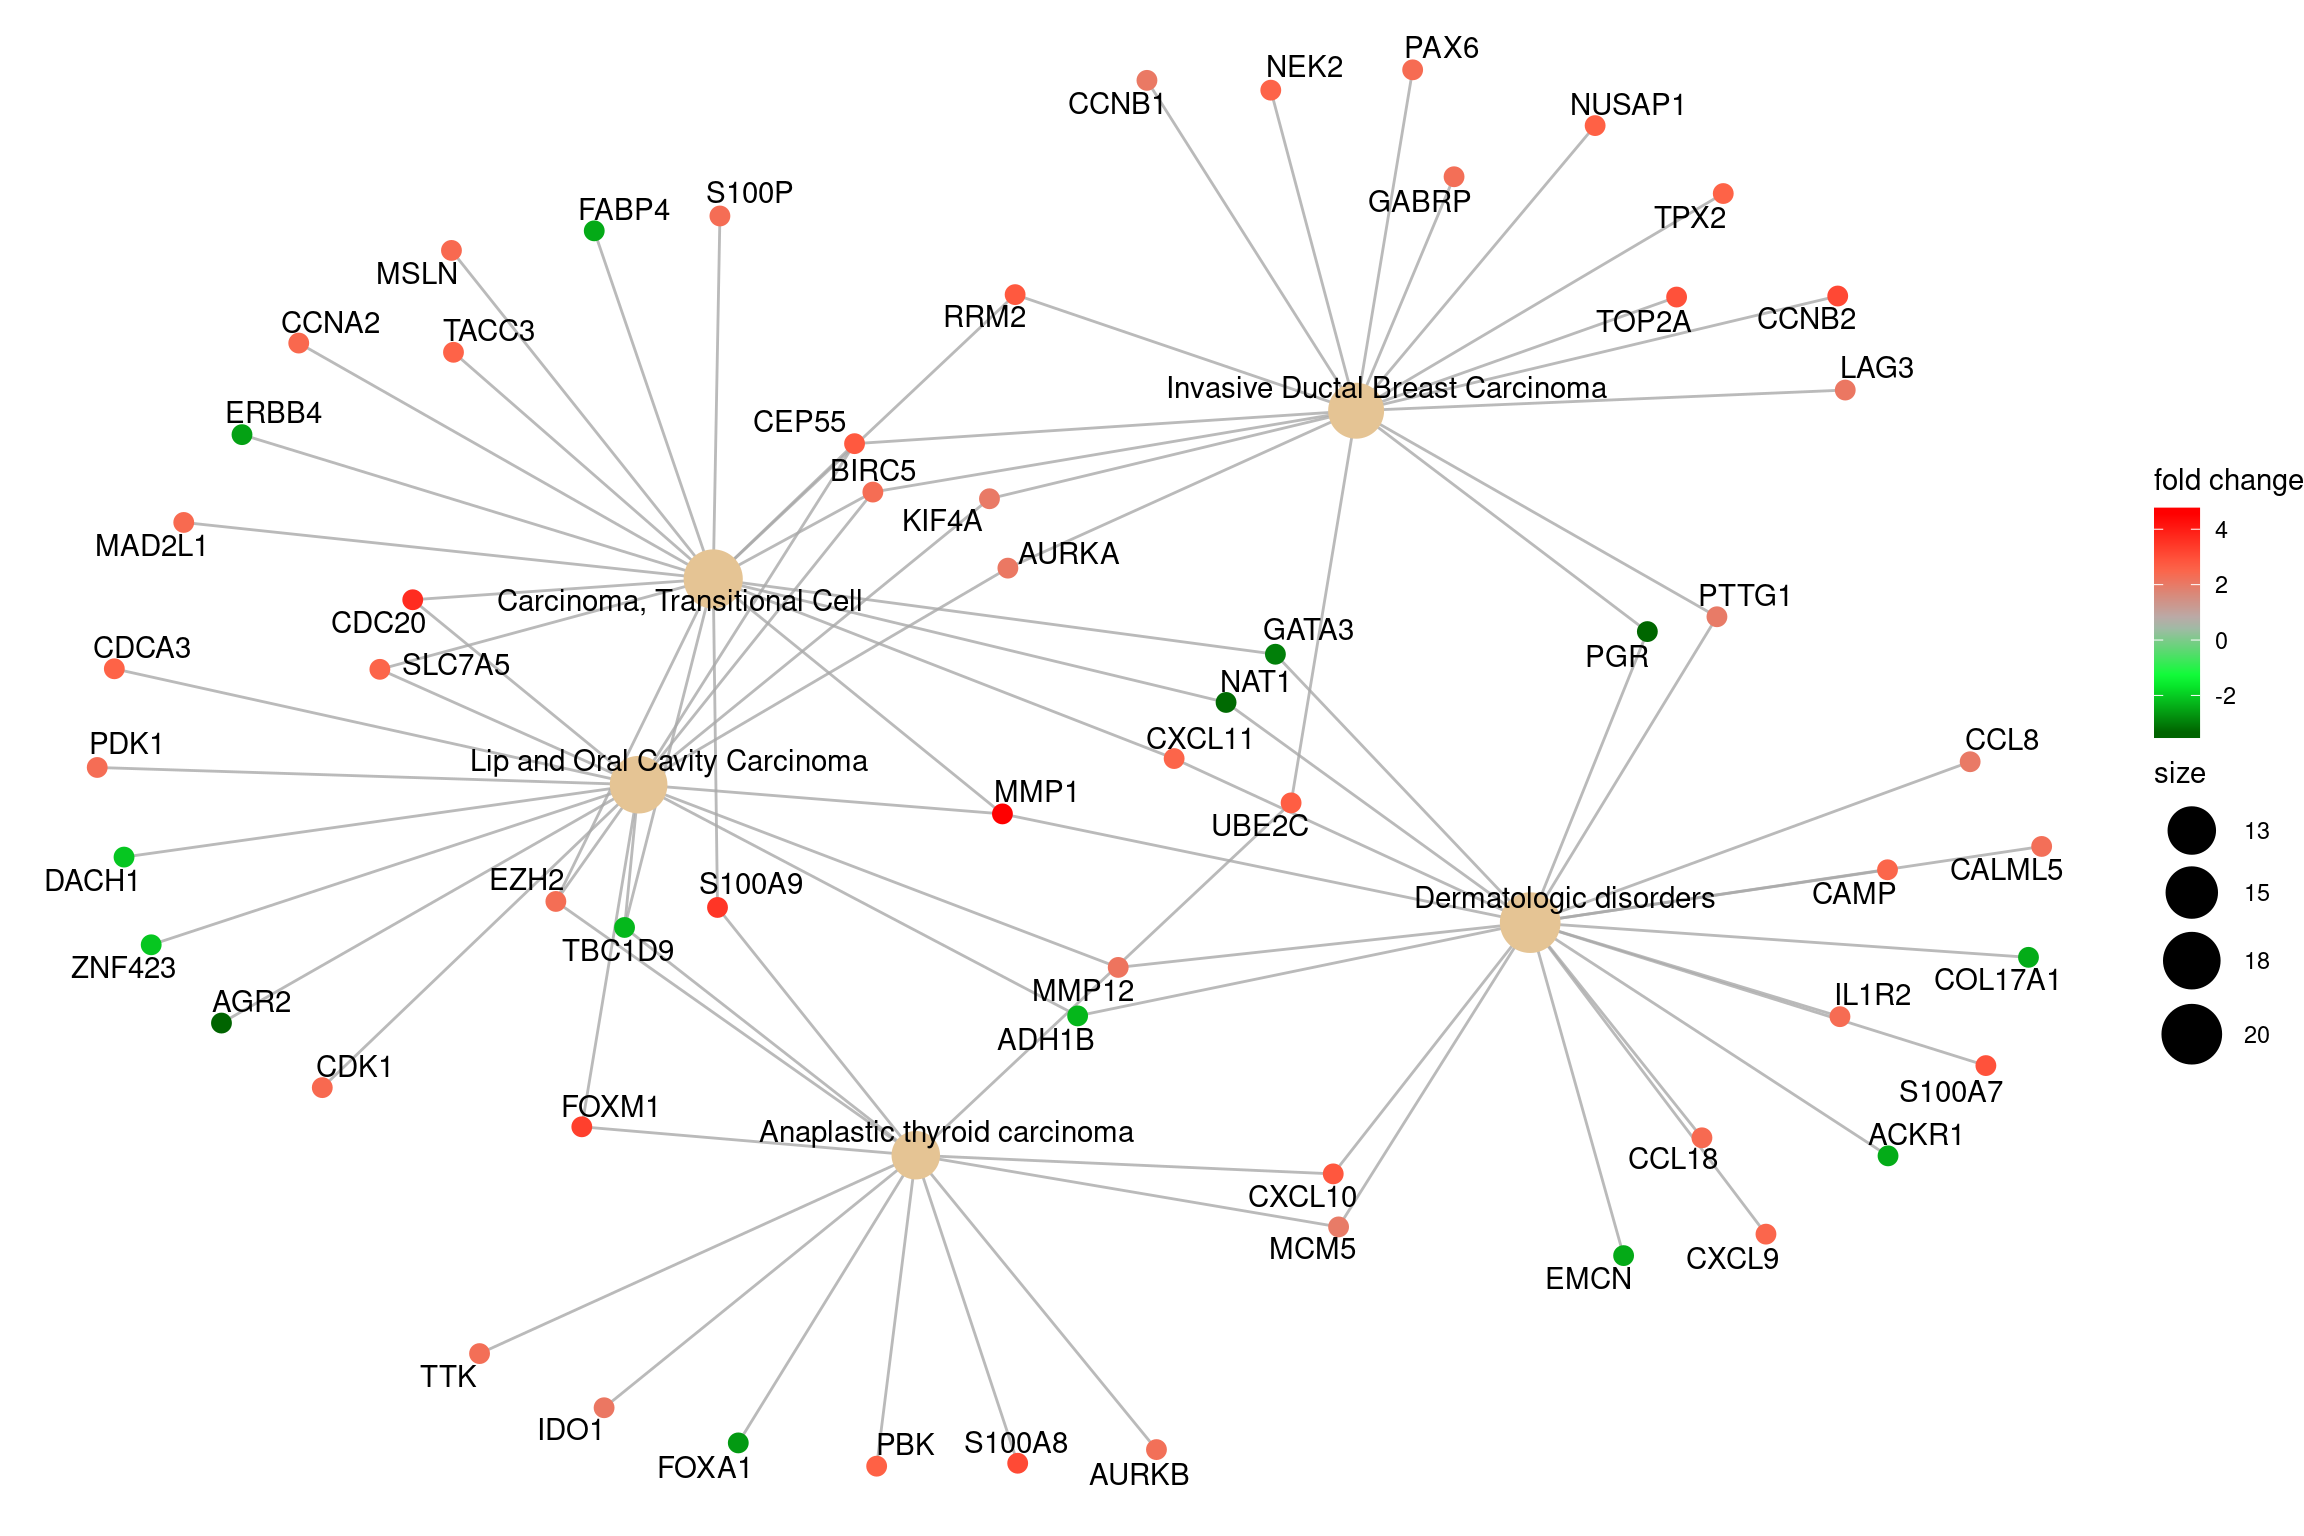 PAX6
NEK2
CCNB1
NUSAP1
S100P
GABRP
FABP4
TPX2
MSLN
RRM2
CCNA2
TACC3
TOP2A
CCNB2
LAG3
Invasive Ductal Breast Carcinoma
ERBB4
CEP55
BIRC5
KIF4A
MAD2L1
AURKA
Carcinoma, Transitional Cell
PTTG1
CDC20
GATA3
CDCA3
SLC7A5
PGR
NAT1
PDK1
CXCL11
CCL8
Lip and Oral Cavity Carcinoma
MMP1
UBE2C
CALML5
DACH1
EZH2
S100A9
CAMP
Dermatologic disorders
TBC1D9
ZNF423
COL17A1
MMP12
IL1R2
AGR2
ADH1B
CDK1
S100A7
FOXM1
ACKR1
Anaplastic thyroid carcinoma
CCL18
CXCL10
MCM5
CXCL9
EMCN
TTK
IDO1
PBK
S100A8
FOXA1
AURKB
fold change
4
2
0
-2
size
13
15
18
20